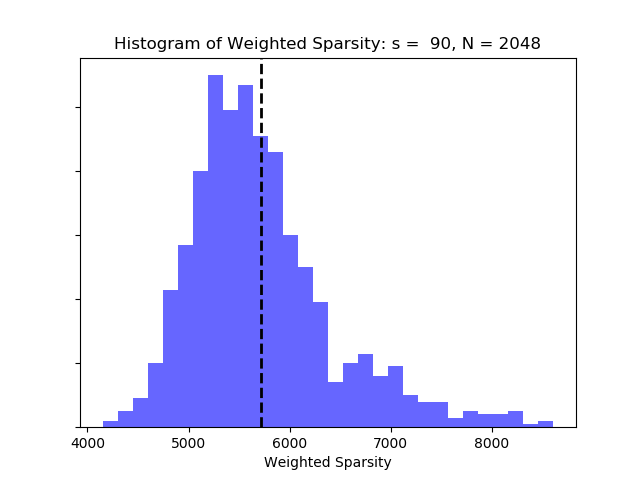 Histogram of Weighted Sparsity: s =  90, N = 2048
4000 5000 6000 7000 8000
Weighted Sparsity